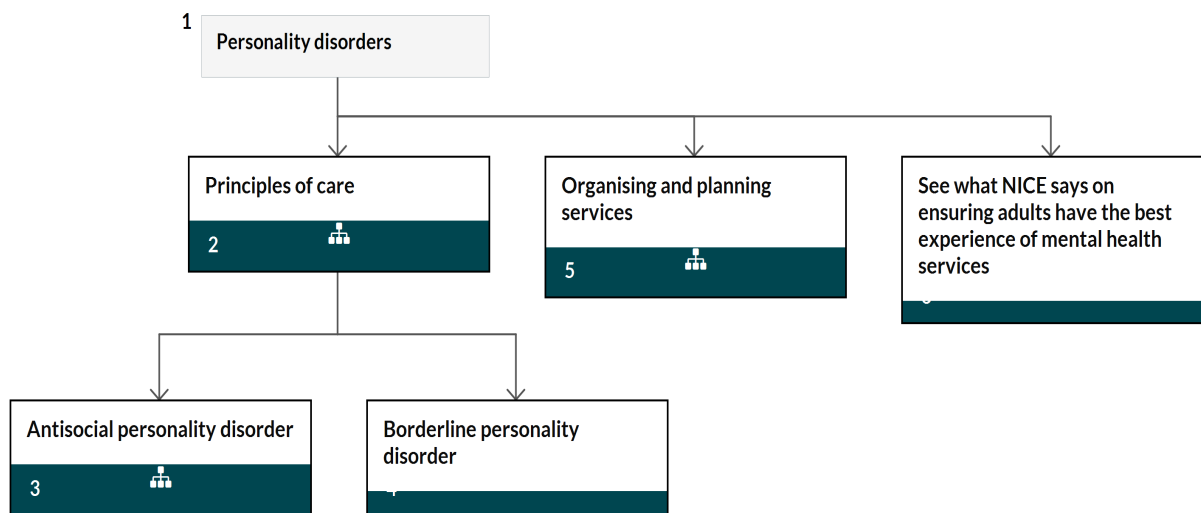 1
Personality disorders
Principles of care
2
Organising and planning
services
5
See what NICE says on
ensuring adults have the best
experience of mental health
services
Antisocial personality disorder
3
Borderline personality
disorder